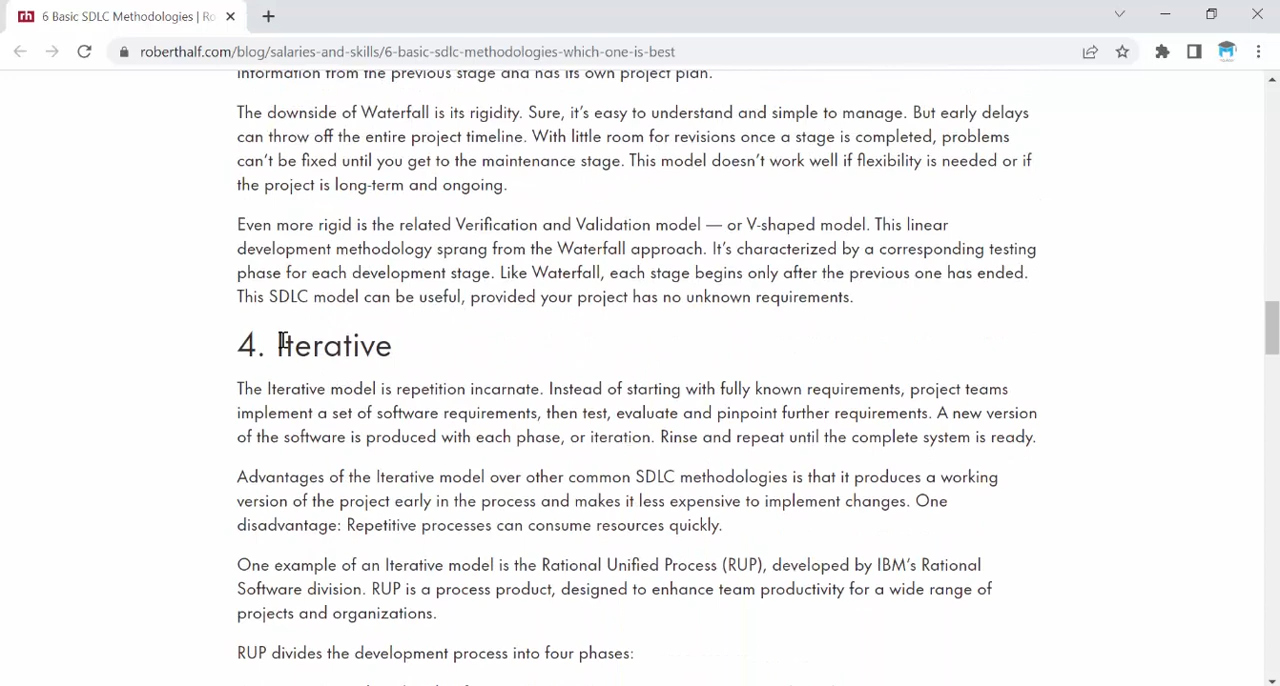 6 Basic SDLC Methodologies | Ro
roberthalf.com/blog/salaries-and-skills/6-basic-sdlc-methodologies-which-one-is-best
information from the previous stage and has its own project plan.
The downside of Waterfall is its rigidity. Sure, it's easy to understand and simple to manage. But early delays
can throw off the entire project timeline. With little room for revisions once a stage is completed, problems
can't be fixed until you get to the maintenance stage. This model doesn't work well if flexibility is needed or if
the project is long-term and ongoing.
Even more rigid is the related Verification and Validation model — or V-shaped model. This linear
development methodology sprang from the Waterfall approach. It's characterized by a corresponding testing
phase for each development stage. Like Waterfall, each stage begins only after the previous one has ended.
This SDLC model can be useful, provided your project has no unknown requirements.
4. Iterative
The Iterative model is repetition incarnate. Instead of starting with fully known requirements, project teams
implement a set of software requirements, then test, evaluate and pinpoint further requirements. A new version
of the software is produced with each phase, or iteration. Rinse and repeat until the complete system is ready.
Advantages of the Iterative model over other common SDLC methodologies is that it produces a working
version of the project early in the process and makes it less expensive to implement changes. One
disadvantage: Repetitive processes can consume resources quickly.
One example of an Iterative model is the Rational Unified Process (RUP), developed by IBM's Rational
Software division. RUP is a process product, designed to enhance team productivity for a wide range of
projects and organizations.
RUP divides the development process into four phases: